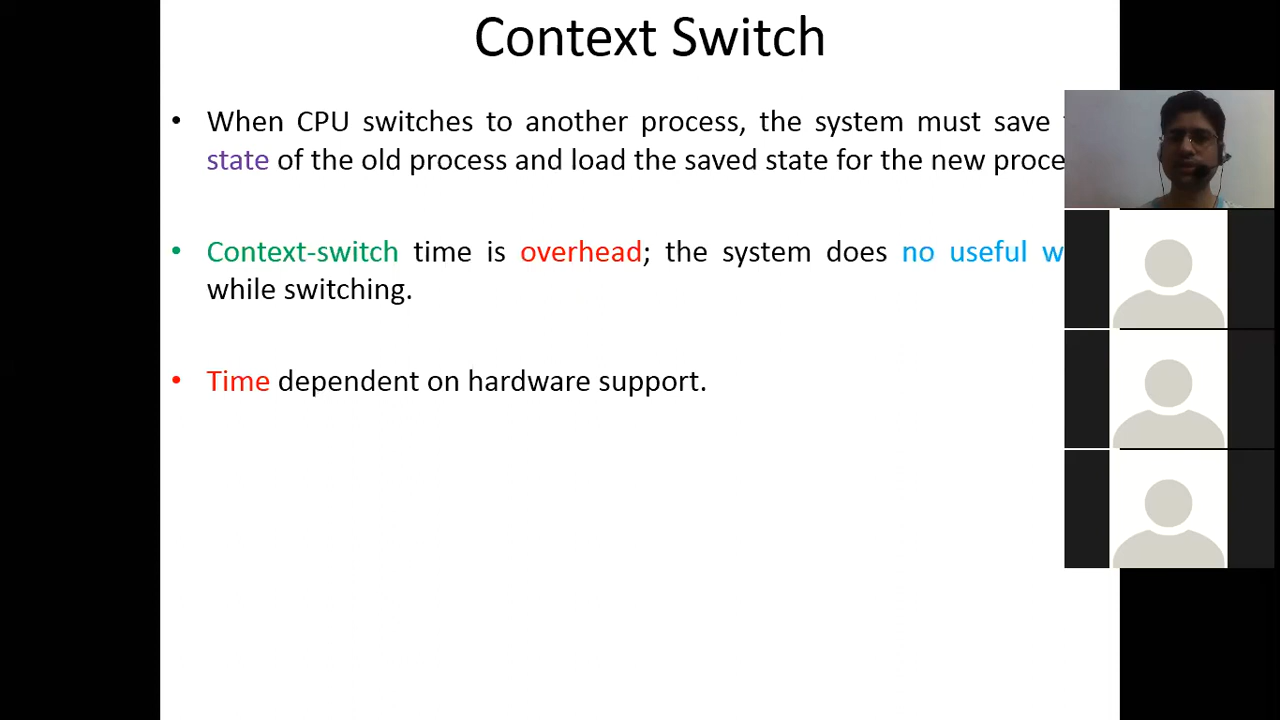 Context Switch
• When CPU switches to another process, the system must save
state of the old process and load the saved state for the new
• Context-switch time is overhead; the system does no useful
while switching.
• Time dependent on hardware support.